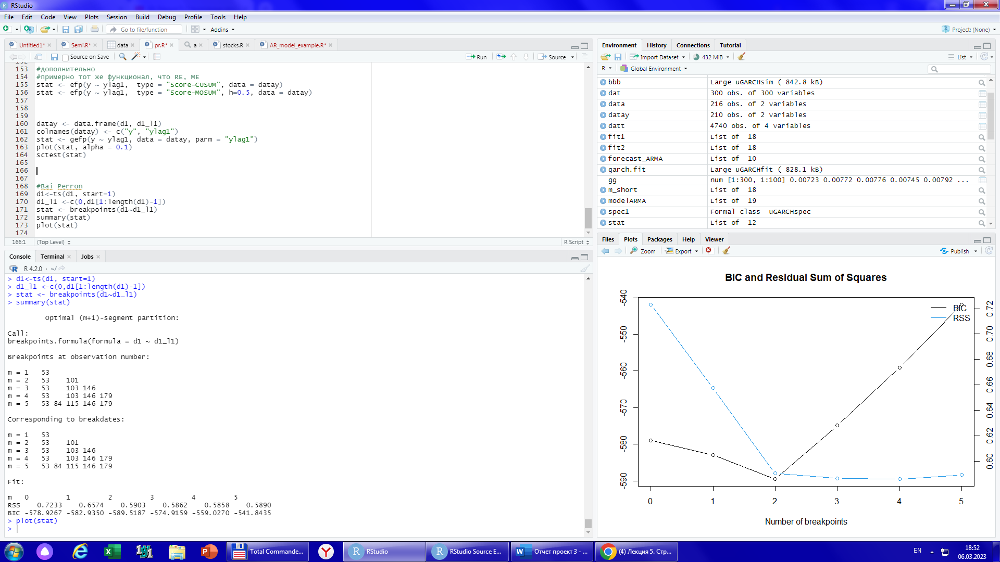 RStudio
File Edit Code View Plots Session Build Debug Profile Tools Help
Go to file/function Addins Project: (None)
Untitled1* Semi.R* data pr.R* a stocks.R AR_model_example.R*
Source on Save Run Source
152
153 #дополнительно
154 #примерно тот же функционал, что RE, ME
155 stat <- efp(y ~ ylag1,  type = "Score-CUSUM", data = datay)
156 stat <- efp(y ~ ylag1,  type = "Score-MOSUM", h=0.5, data = datay)
157
158
159
160 datay <- data.frame(d1, d1_l1)
161 colnames(datay) <- c("y", "ylag1")
162 stat <- gefp(y ~ ylag1, data = datay, parm = "ylag1")
163 plot(stat, alpha = 0.1)
164 sctest(stat)
165
166
167
168 #Bai Perron
169 d1<-ts(d1, start=1)
170 d1_l1 <-c(0,d1[1:length(d1)-1])
171 stat <- breakpoints(d1~d1_l1)
172 summary(stat)
173 plot(stat)
174
166:1 (Top Level) R Script
Console Terminal Jobs
R 4.2.0 · ~/
> d1<-ts(d1, start=1)
> d1_l1 <-c(0,d1[1:length(d1)-1])
> stat <- breakpoints(d1~d1_l1)
> summary(stat)
Optimal (m+1)-segment partition:
Call:
breakpoints.formula(formula = d1 ~ d1_l1)
Breakpoints at observation number:
m = 1   53
m = 2   53    101
m = 3   53    103 146
m = 4   53    103 146 179
m = 5   53 84 115 146 179
Corresponding to breakdates:
m = 1   53
m = 2   53    101
m = 3   53    103 146
m = 4   53    103 146 179
m = 5   53 84 115 146 179
Fit:
m   0         1         2         3         4         5
RSS    0.7233    0.6574    0.5903    0.5862    0.5858    0.5890
BIC -578.9267 -582.9350 -589.5187 -574.9159 -559.0270 -541.8435
> plot(stat)
>
Environment History Connections Tutorial
Import Dataset 432 MiB List
R Global Environment
bbb Large uGARCHsim ( 842.8 kB)
dat 300 obs. of 300 variables
data 216 obs. of 2 variables
datay 210 obs. of 2 variables
datt 4740 obs. of 4 variables
fit1 List of  18
fit2 List of  18
forecast_ARMA List of  10
garch.fit Large uGARCHfit ( 828.1 kB)
gg num [1:300, 1:100] 0.00723 0.00772 0.00776 0.00745 0.00792 ...
m_short List of  18
modelARMA List of  19
spec1 Formal class  uGARCHspec
stat List of  12
Files Plots Packages Help Viewer
Zoom Export Publish
BIC and Residual Sum of Squares
-540
-550
-560
-570
-580
-590
0.72
0.70
0.68
0.66
0.64
0.62
0.60
BIC
RSS
0 1 2 3 4 5
Number of breakpoints
Total Commande... RStudio RStudio Source E... Отчет проект 3 - ... (4) Лекция 5. Стр... EN 18:52
06.03.2023